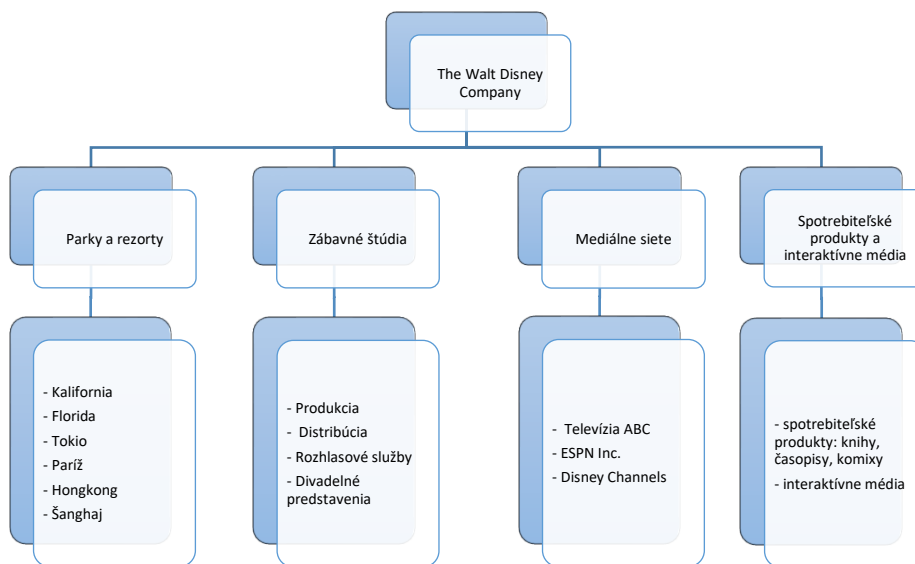 The Walt Disney
Company
Parky a rezorty
Zábavné štúdia
Mediálne siete
Spotrebiteľské
produkty a
interaktívne média
- Kalifornia
- Florida
- Tokio
- Paríž
- Hongkong
- Šanghaj
- Produkcia
- Distribúcia
- Rozhlasové služby
- Divadelné
predstavenia
- Televízia ABC
- ESPN Inc.
- Disney Channels
- spotrebiteľské
produkty: knihy,
časopisy, komixy
- interaktívne média